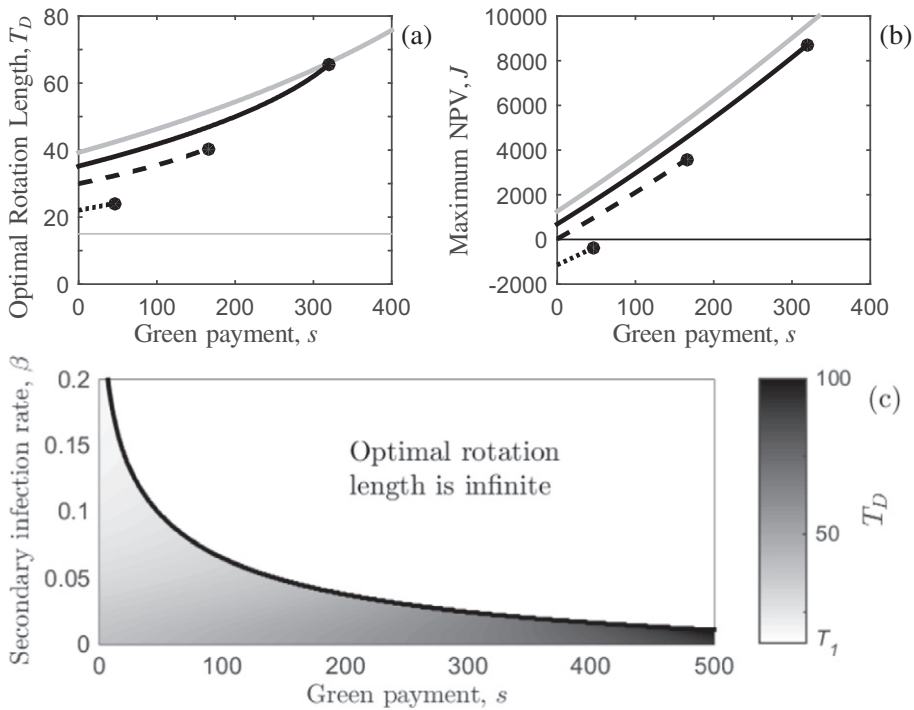 80
60
40
20
0
0 100 200 300 400
Optimal Rotation Length, T_D
Green payment, s
(a)
10000
8000
6000
4000
2000
0
-2000
0 100 200 300 400
Maximum NPV, J
Green payment, s
(b)
0.2
0.15
0.1
0.05
0
0 100 200 300 400 500
Secondary infection rate, β
Green payment, s
Optimal rotation
length is infinite
100
50
T_1
T_D
(c)